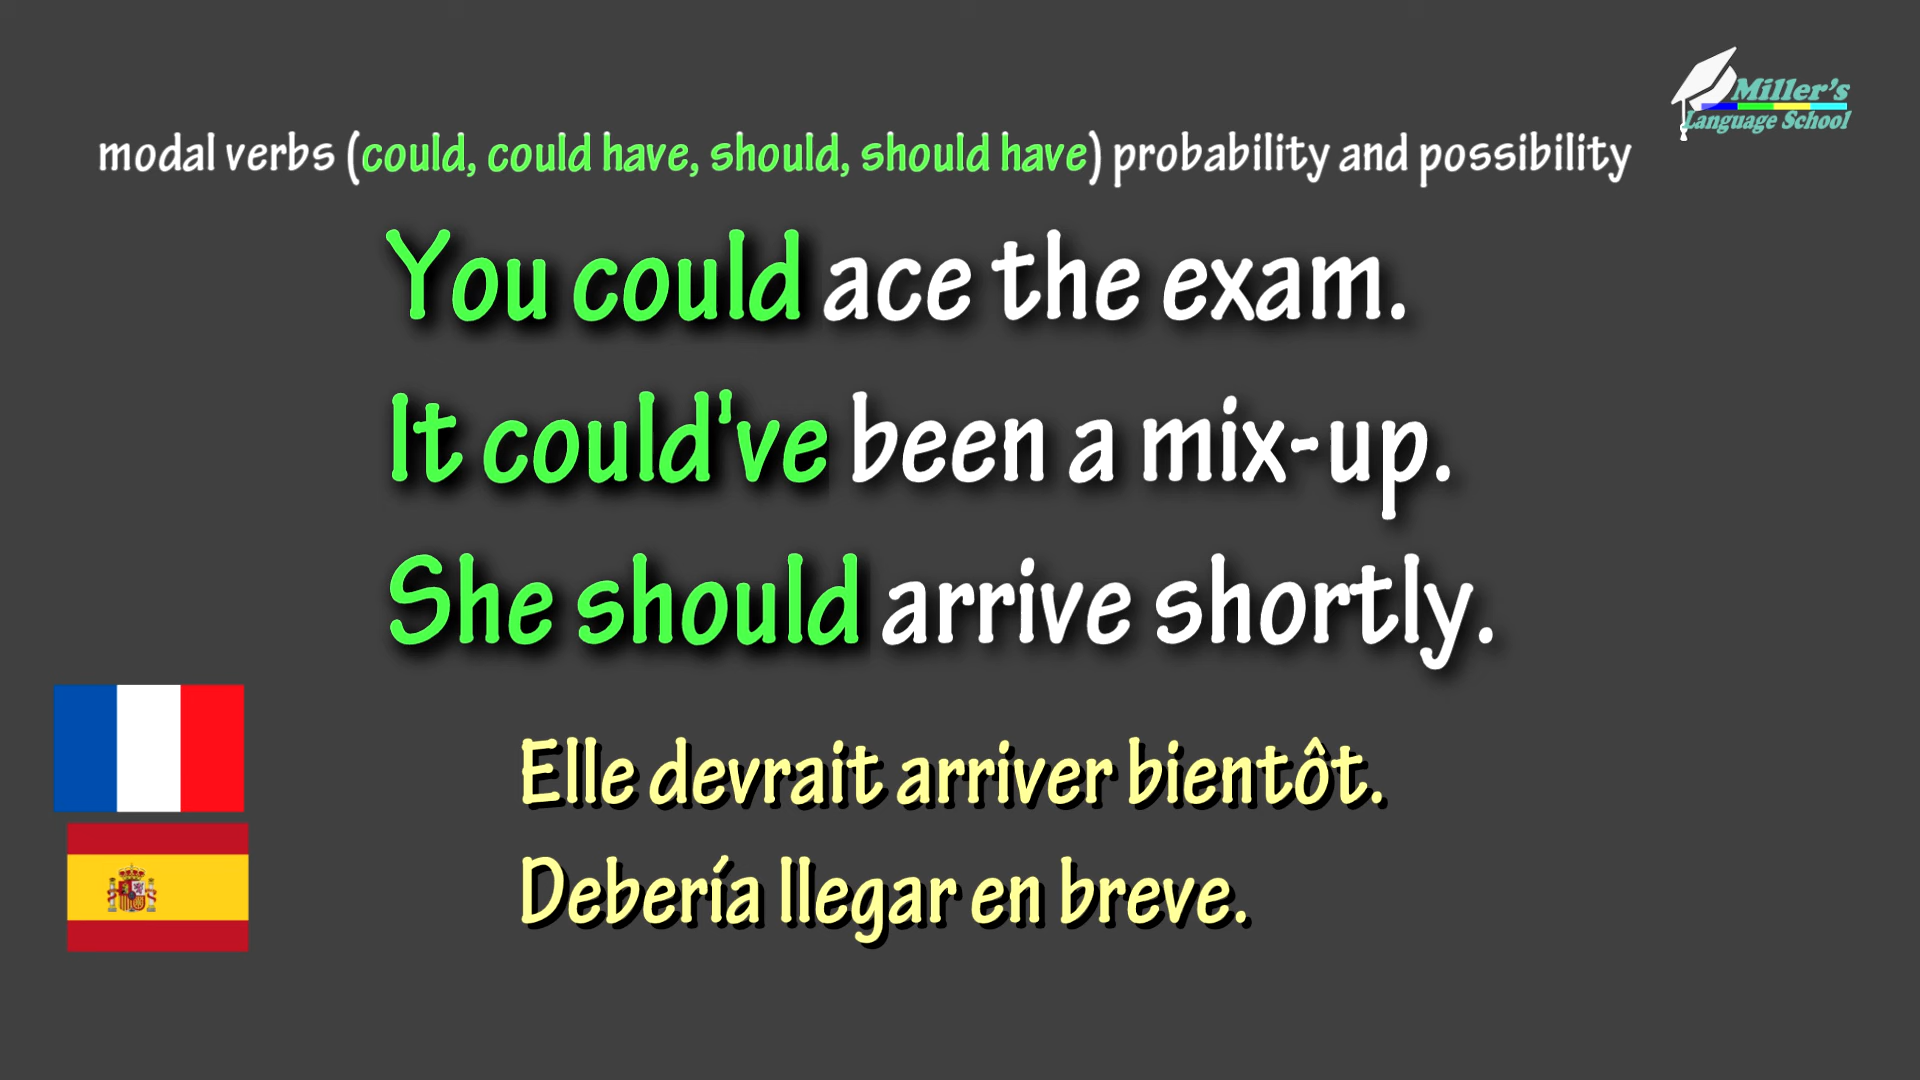 Miller's
Language School
modal verbs (could, could have, should, should have) probability and possibility
You could ace the exam.
It could've been a mix-up.
She should arrive shortly.
Elle devrait arriver bientôt.
Debería llegar en breve.